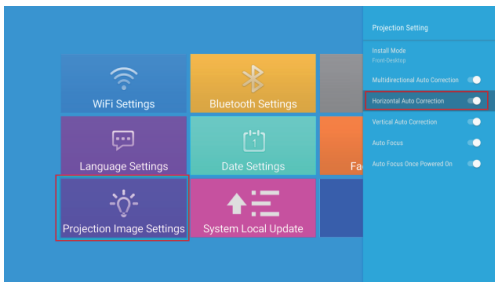 Projection Setting
Install Mode
Front-Desktop
WiFi Settings
Bluetooth Settings
Multidirectional Auto Correction
Horizontal Auto Correction
Vertical Auto Correction
Auto Focus
Auto Focus Once Powered On
Language Settings
1
Date Settings
Fa
Projection Image Settings
System Local Update